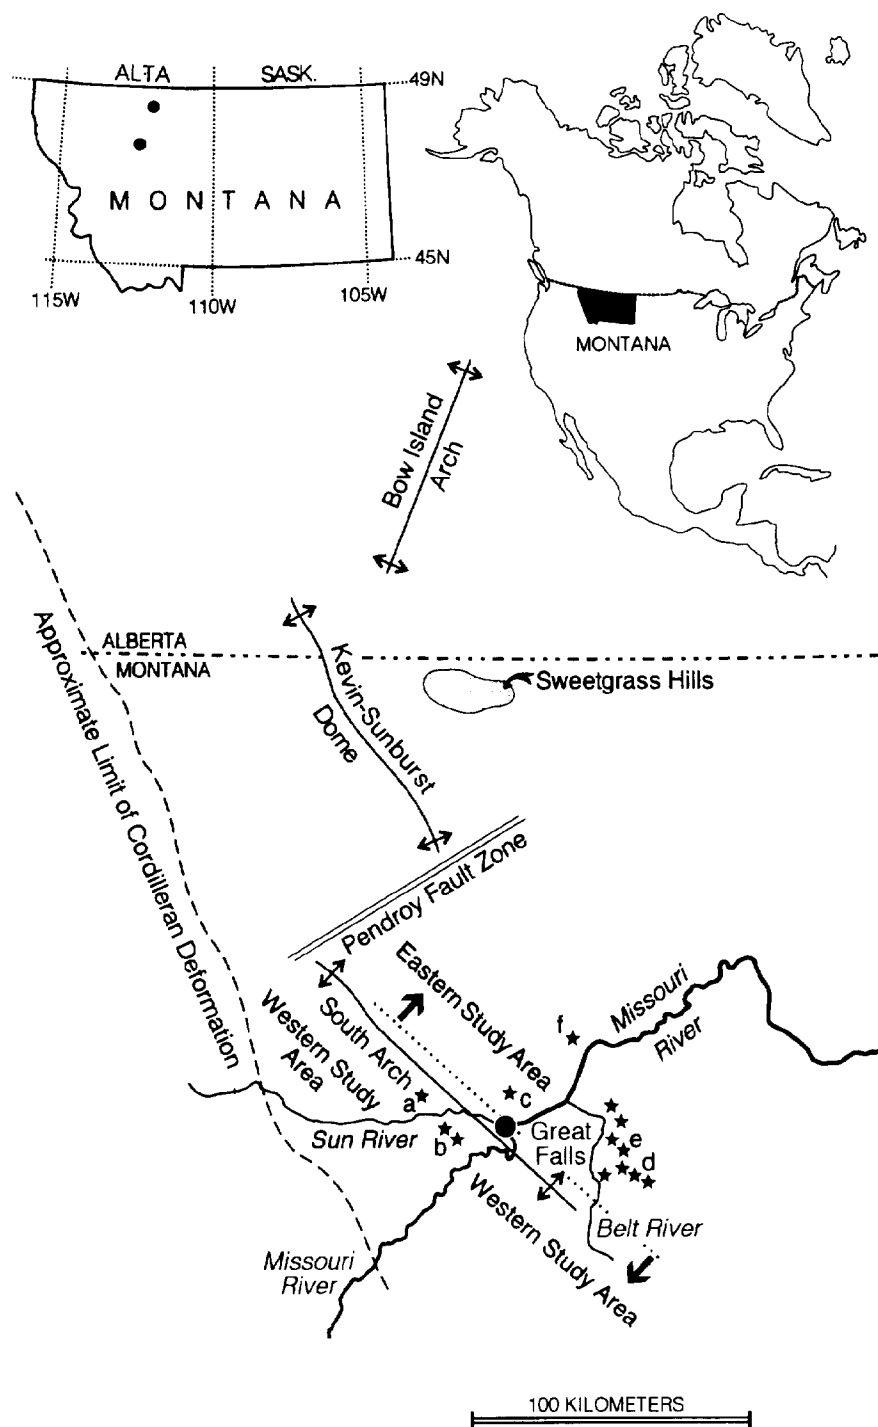 ALTA
SASK.
49N
MONTANA
45N
115W
110W
105W
MONTANA
Bow Island
Arch
ALBERTA
MONTANA
Kevin-Sunburst
Dome
Sweetgrass Hills
Approximate Limit of Cordilleran Deformation
Pendroy Fault Zone
Eastern Study Area
South Arch
Western Study
Area
Missouri
River
f
a
c
b
Sun River
Great
Falls
e
d
Belt River
Western Study Area
Missouri
River
100 KILOMETERS